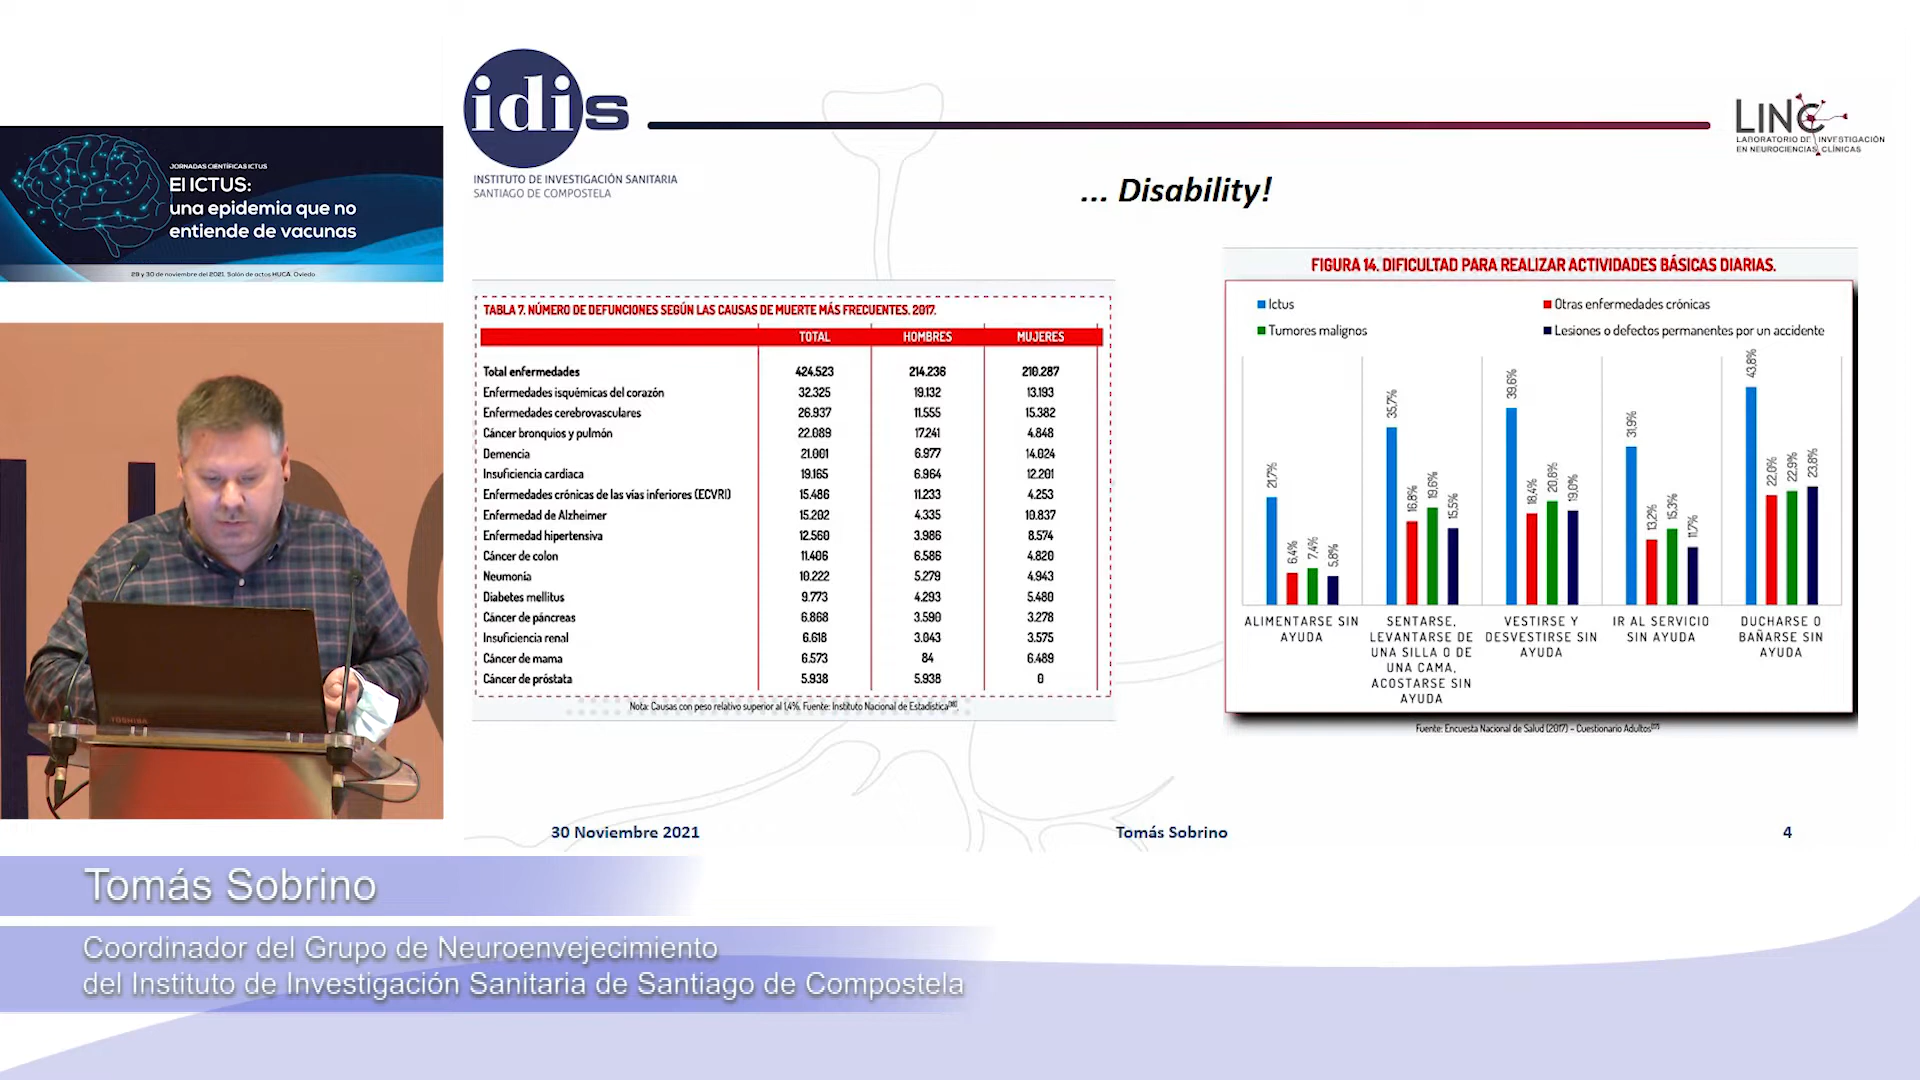 JORNADAS CIENTÍFICAS ICTUS
El ICTUS:
una epidemia que no
entiende de vacunas
29 y 30 de noviembre del 2021. Salón de actos HUCA. Oviedo
idis
INSTITUTO DE INVESTIGACIÓN SANITARIA
SANTIAGO DE COMPOSTELA
LINC
LABORATORIO DE INVESTIGACIÓN
EN NEUROCIENCIAS CLÍNICAS
... Disability!
TABLA 7. NÚMERO DE DEFUNCIONES SEGÚN LAS CAUSAS DE MUERTE MÁS FRECUENTES. 2017.
TOTAL HOMBRES MUJERES
Total enfermedades 424.523 214.236 210.287
Enfermedades isquémicas del corazón 32.325 19.132 13.193
Enfermedades cerebrovasculares 26.937 11.555 15.382
Cáncer bronquios y pulmón 22.089 17.241 4.848
Demencia 21.001 6.977 14.024
Insuficiencia cardiaca 19.165 6.964 12.201
Enfermedades crónicas de las vías inferiores (ECVRI) 15.486 11.233 4.253
Enfermedad de Alzheimer 15.202 4.335 10.837
Enfermedad hipertensiva 12.560 3.986 8.574
Cáncer de colon 11.406 6.586 4.820
Neumonía 10.222 5.279 4.943
Diabetes mellitus 9.773 4.293 5.480
Cáncer de páncreas 6.868 3.590 3.278
Insuficiencia renal 6.618 3.043 3.575
Cáncer de mama 6.573 84 6.489
Cáncer de próstata 5.938 5.938 0
Nota: Causas con peso relativo superior al 1,4%. Fuente: Instituto Nacional de Estadística
FIGURA 14. DIFICULTAD PARA REALIZAR ACTIVIDADES BÁSICAS DIARIAS.
Ictus
Otras enfermedades crónicas
Tumores malignos
Lesiones o defectos permanentes por un accidente
21,7% 6,4% 7,4% 5,8%
35,7% 16,8% 19,6% 15,5%
39,6% 18,4% 20,8% 19,0%
31,9% 13,2% 15,3% 11,7%
43,8% 22,0% 22,9% 23,8%
ALIMENTARSE SIN
AYUDA
SENTARSE,
LEVANTARSE DE
UNA SILLA O DE
UNA CAMA,
ACOSTARSE SIN
AYUDA
VESTIRSE Y
DESVESTIRSE SIN
AYUDA
IR AL SERVICIO
SIN AYUDA
DUCHARSE O
BAÑARSE SIN
AYUDA
Fuente: Encuesta Nacional de Salud (2017) – Cuestionario Adultos
TOSHIBA
30 Noviembre 2021
Tomás Sobrino
4
Tomás Sobrino
Coordinador del Grupo de Neuroenvejecimiento
del Instituto de Investigación Sanitaria de Santiago de Compostela